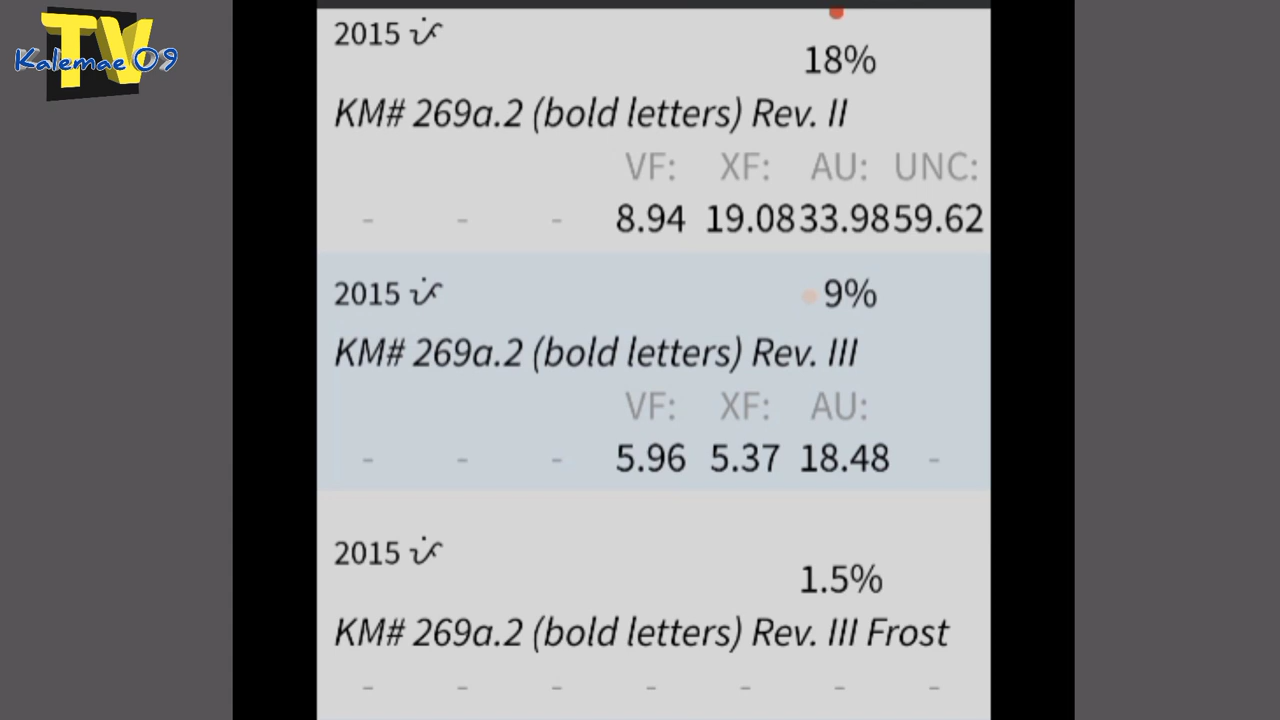 TV
Kalemae 09
2015
18%
KM# 269a.2 (bold letters) Rev. II
VF: XF: AU: UNC:
- - - 8.94 19.08 33.98 59.62
2015
9%
KM# 269a.2 (bold letters) Rev. III
VF: XF: AU:
- - - 5.96 5.37 18.48 -
2015
1.5%
KM# 269a.2 (bold letters) Rev. III Frost
- - - - - - -